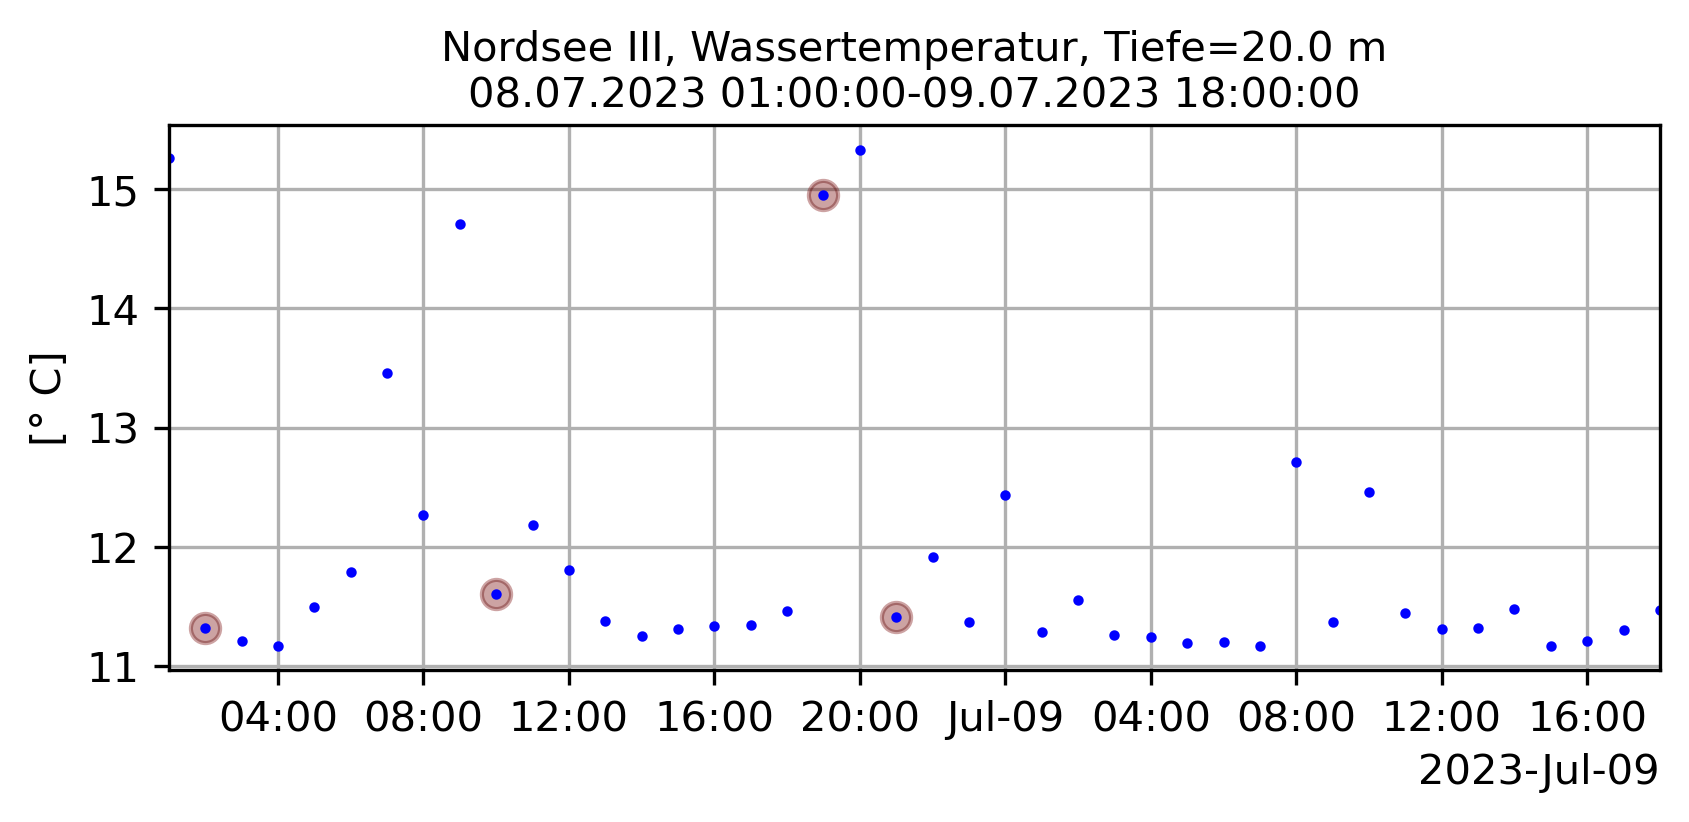 Nordsee III, Wassertemperatur, Tiefe=20.0 m
08.07.2023 01:00:00-09.07.2023 18:00:00
[° C]
15
14
13
12
11
04:00 08:00 12:00 16:00 20:00 Jul-09 04:00 08:00 12:00 16:00
2023-Jul-09